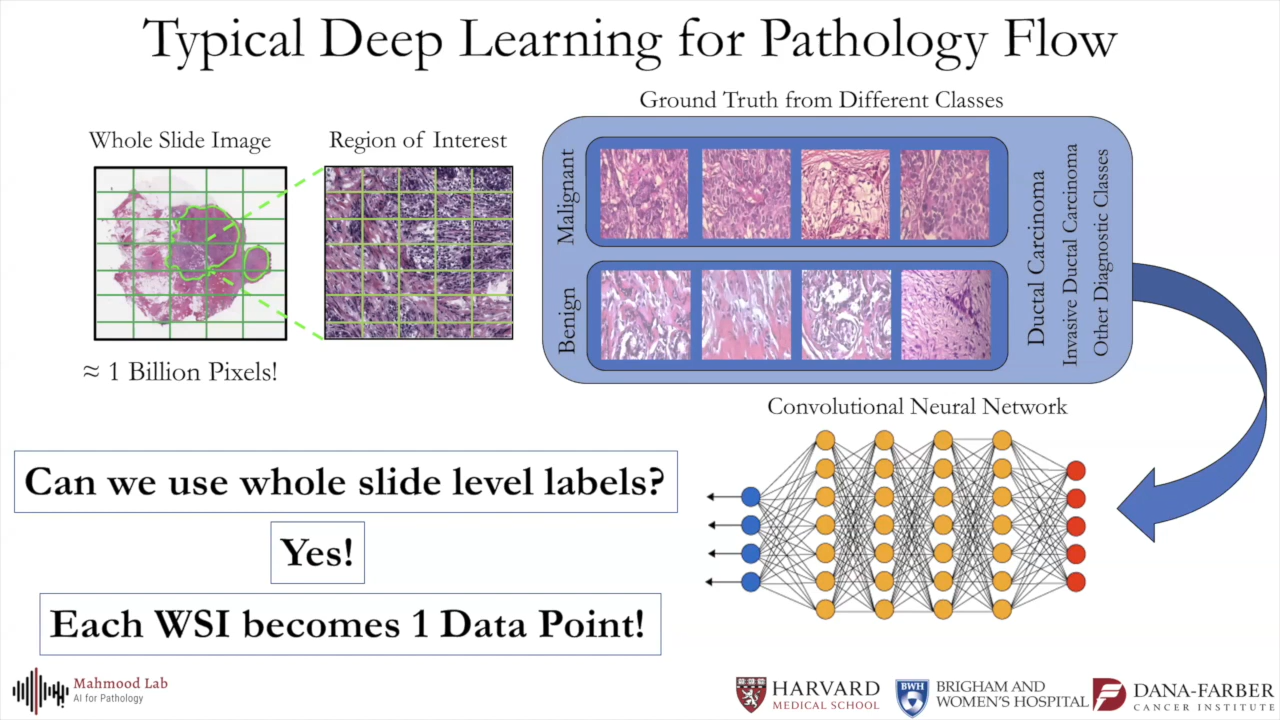 Typical Deep Learning for Pathology Flow
Ground Truth from Different Classes
Whole Slide Image
Region of Interest
Malignant
Benign
Ductal Carcinoma
Invasive Ductal Carcinoma
Other Diagnostic Classes
≈ 1 Billion Pixels!
Convolutional Neural Network
Can we use whole slide level labels?
Yes!
Each WSI becomes 1 Data Point!
Mahmood Lab
AI for Pathology
HARVARD
MEDICAL SCHOOL
BWH
BRIGHAM AND
WOMEN'S HOSPITAL
DANA-FARBER
CANCER INSTITUTE